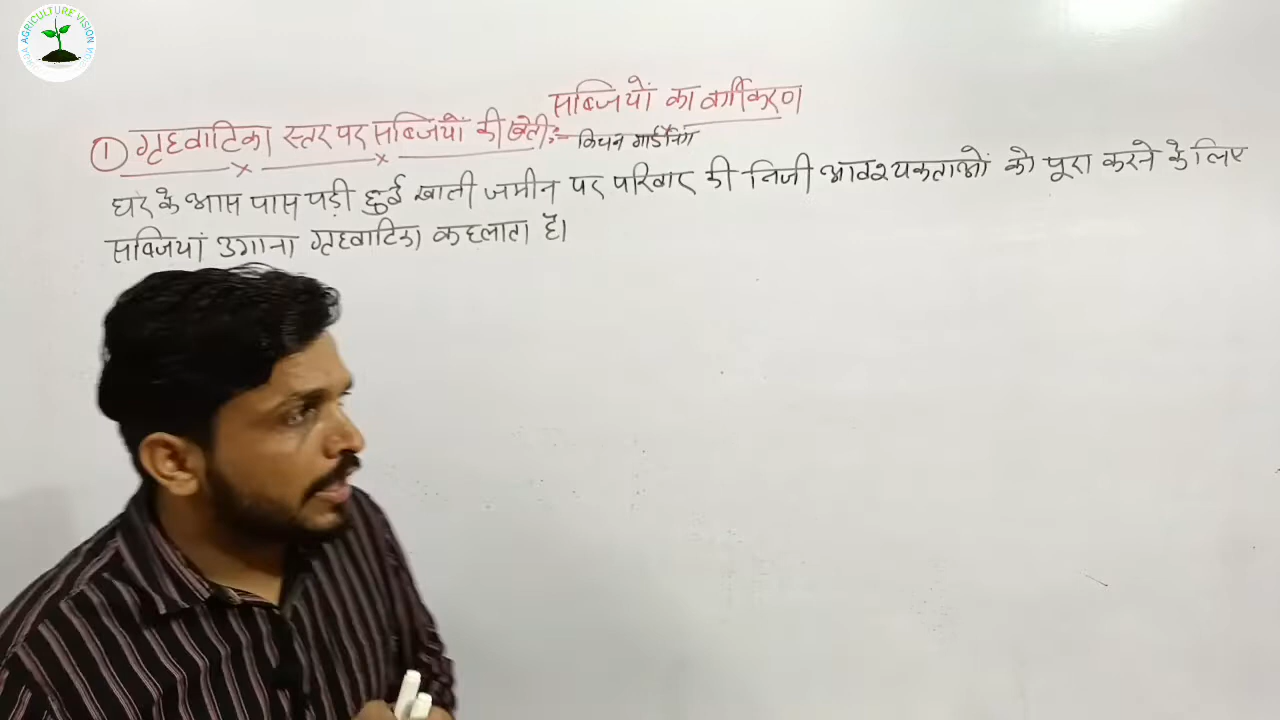 AGRICULTURE VISION
सब्जियों का वर्गीकरण
① गृहवाटिका स्तर पर सब्जियों की खेती:- किचन गार्डनिंग
घर के आस पास पड़ी हुई खाली जमीन पर परिवार की निजी आवश्यकताओं को पूरा करने के लिए
सब्जियां उगाना गृहवाटिका कहलाता है।